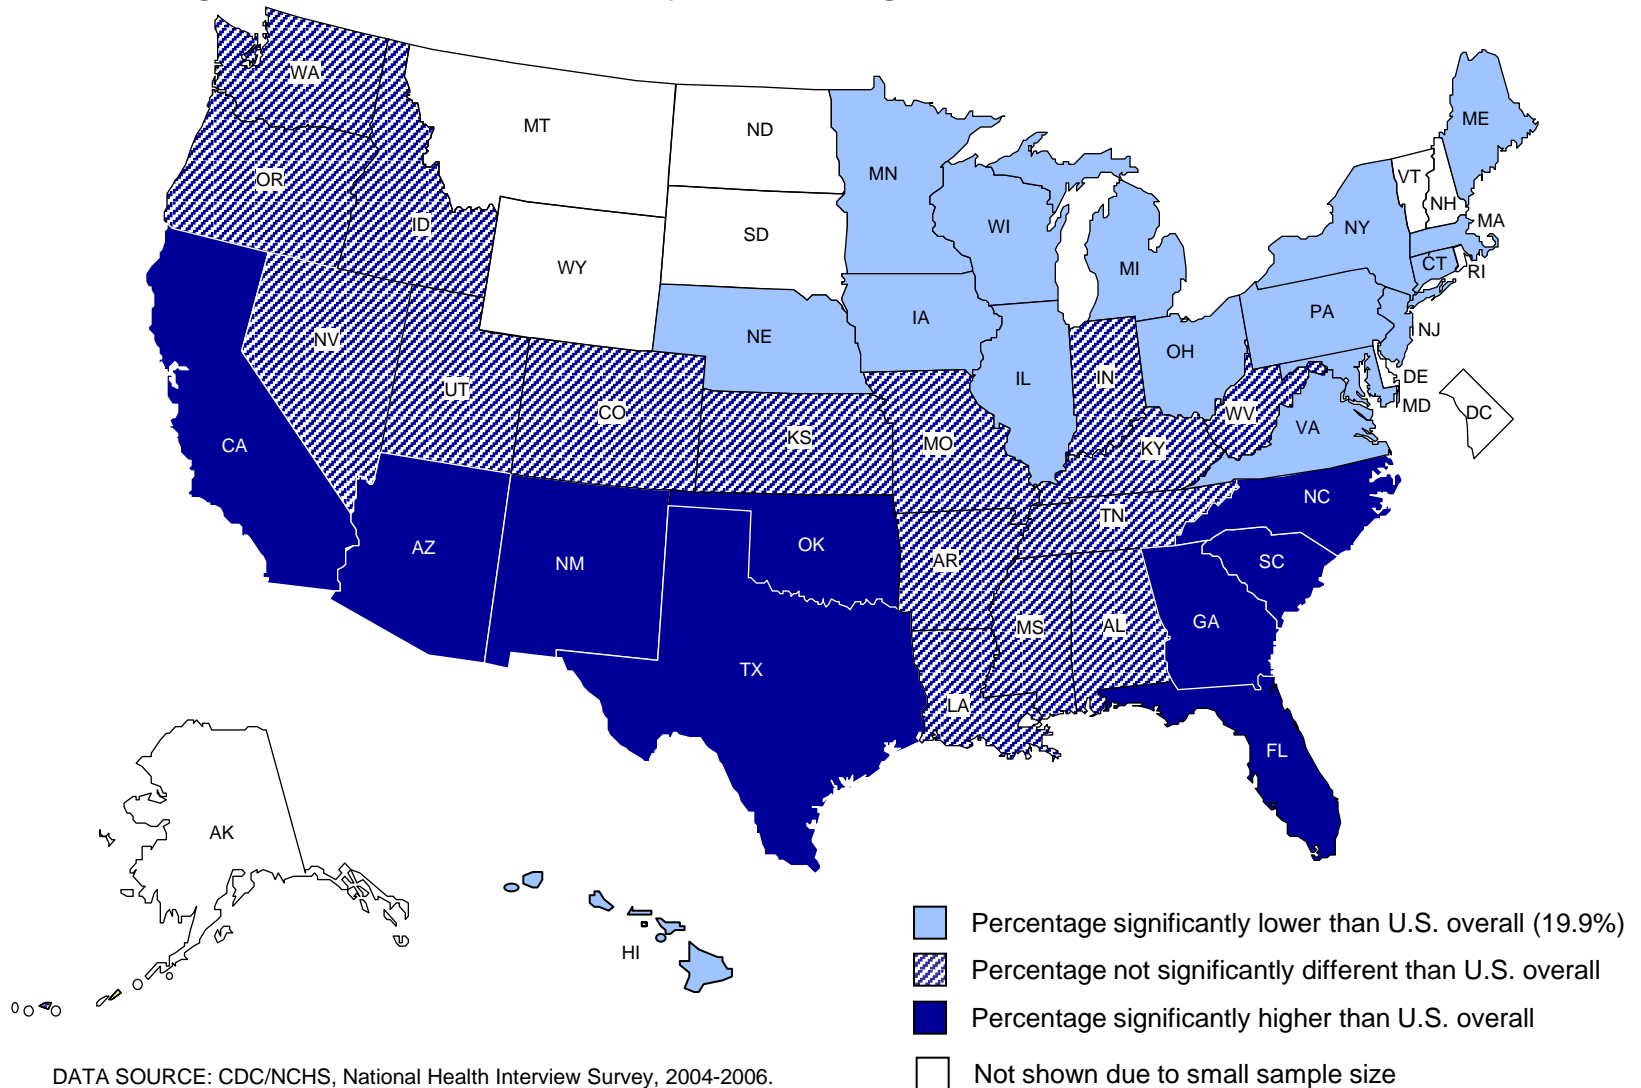 WA
MT
ND
MN
ME
OR
ID
SD
WI
VT
NH
NY
MA
WY
MI
CT
RI
NV
NE
IA
PA
NJ
UT
CO
IL
IN
OH
DE
MD
DC
CA
KS
MO
KY
WV
VA
AZ
NM
OK
AR
TN
NC
SC
TX
MS
AL
GA
LA
FL
AK
HI
Percentage significantly lower than U.S. overall (19.9%)
Percentage not significantly different than U.S. overall
Percentage significantly higher than U.S. overall
Not shown due to small sample size
DATA SOURCE: CDC/NCHS, National Health Interview Survey, 2004-2006.